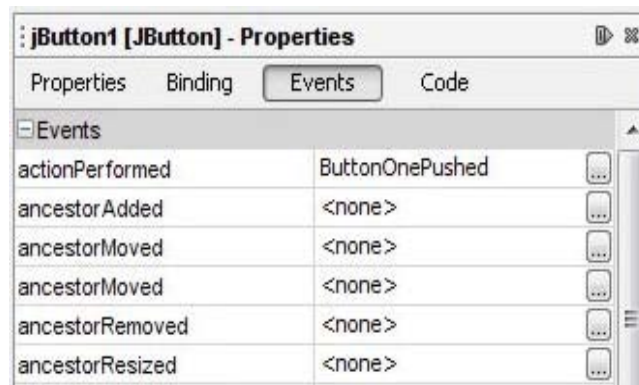 jButton1 [JButton] - Properties
Properties Binding Events Code
Events
actionPerformed ButtonOnePushed ...
ancestorAdded <none> ...
ancestorMoved <none> ...
ancestorMoved <none> ...
ancestorRemoved <none> ...
ancestorResized <none> ...